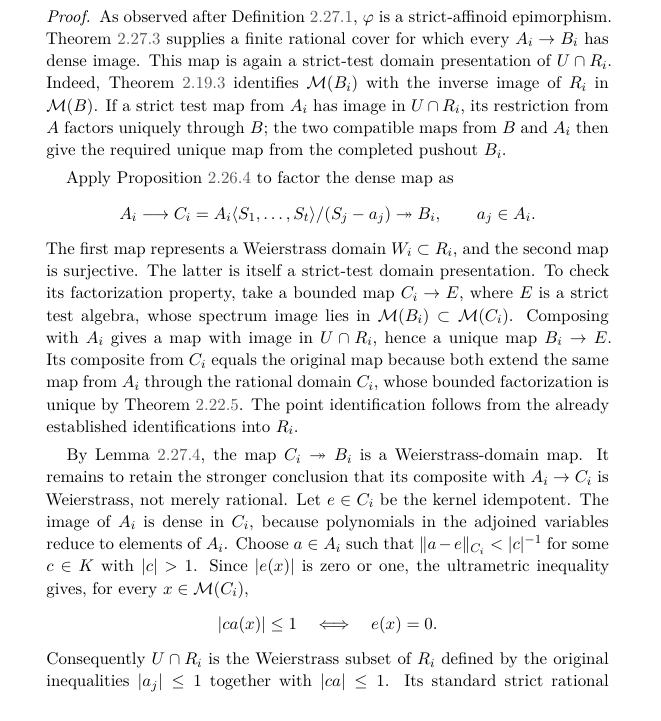 Proof. As observed after Definition 2.27.1, φ is a strict-affinoid epimorphism.
Theorem 2.27.3 supplies a finite rational cover for which every A_i → B_i has
dense image. This map is again a strict-test domain presentation of U ∩ R_i.
Indeed, Theorem 2.19.3 identifies ℳ(B_i) with the inverse image of R_i in
ℳ(B). If a strict test map from A_i has image in U ∩ R_i, its restriction from
A factors uniquely through B; the two compatible maps from B and A_i then
give the required unique map from the completed pushout B_i.
Apply Proposition 2.26.4 to factor the dense map as
A_i ⟶ C_i = A_i⟨S_1, . . . , S_t⟩/(S_j − a_j) ↠ B_i, a_j ∈ A_i.
The first map represents a Weierstrass domain W_i ⊂ R_i, and the second map
is surjective. The latter is itself a strict-test domain presentation. To check
its factorization property, take a bounded map C_i → E, where E is a strict
test algebra, whose spectrum image lies in ℳ(B_i) ⊂ ℳ(C_i). Composing
with A_i gives a map with image in U ∩ R_i, hence a unique map B_i → E.
Its composite from C_i equals the original map because both extend the same
map from A_i through the rational domain C_i, whose bounded factorization is
unique by Theorem 2.22.5. The point identification follows from the already
established identifications into R_i.
By Lemma 2.27.4, the map C_i ↠ B_i is a Weierstrass-domain map. It
remains to retain the stronger conclusion that its composite with A_i → C_i is
Weierstrass, not merely rational. Let e ∈ C_i be the kernel idempotent. The
image of A_i is dense in C_i, because polynomials in the adjoined variables
reduce to elements of A_i. Choose a ∈ A_i such that ‖a − e‖_{C_i} < |c|^{−1} for some
c ∈ K with |c| > 1. Since |e(x)| is zero or one, the ultrametric inequality
gives, for every x ∈ ℳ(C_i),
|ca(x)| ≤ 1 ⟺ e(x) = 0.
Consequently U ∩ R_i is the Weierstrass subset of R_i defined by the original
inequalities |a_j| ≤ 1 together with |ca| ≤ 1. Its standard strict rational